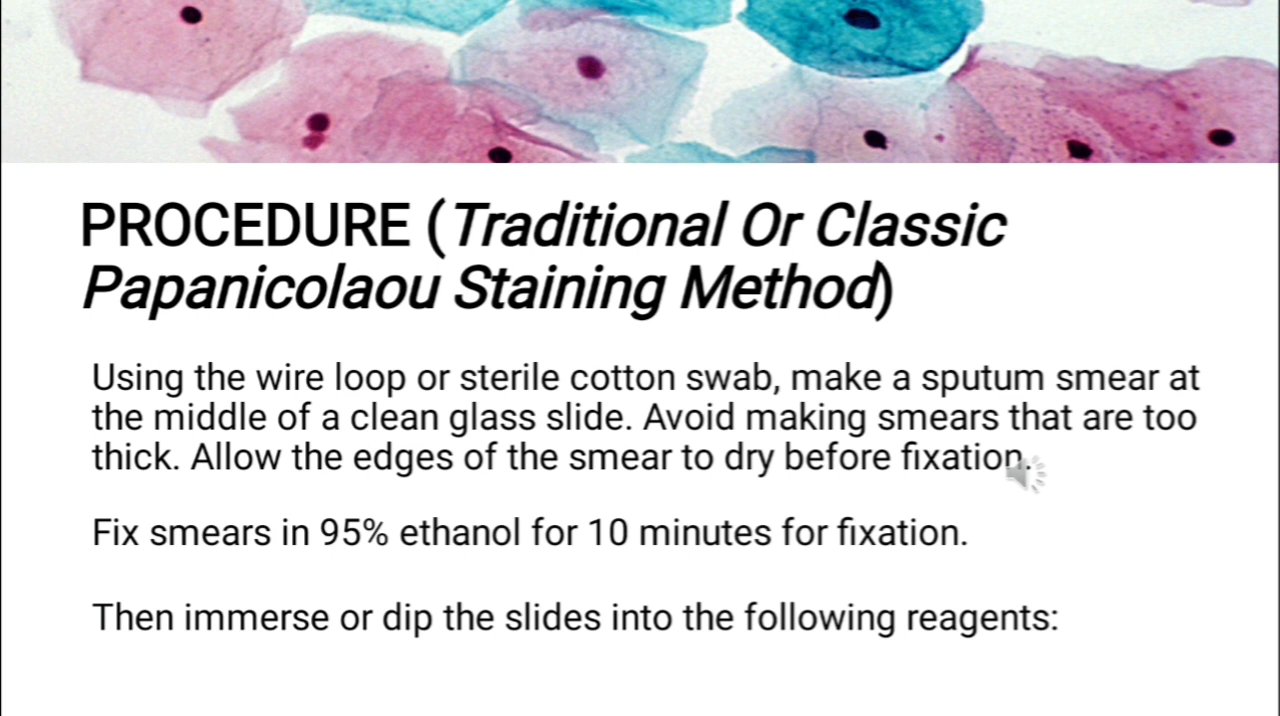 PROCEDURE (Traditional Or Classic
Papanicolaou Staining Method)
Using the wire loop or sterile cotton swab, make a sputum smear at
the middle of a clean glass slide. Avoid making smears that are too
thick. Allow the edges of the smear to dry before fixation.
Fix smears in 95% ethanol for 10 minutes for fixation.
Then immerse or dip the slides into the following reagents: